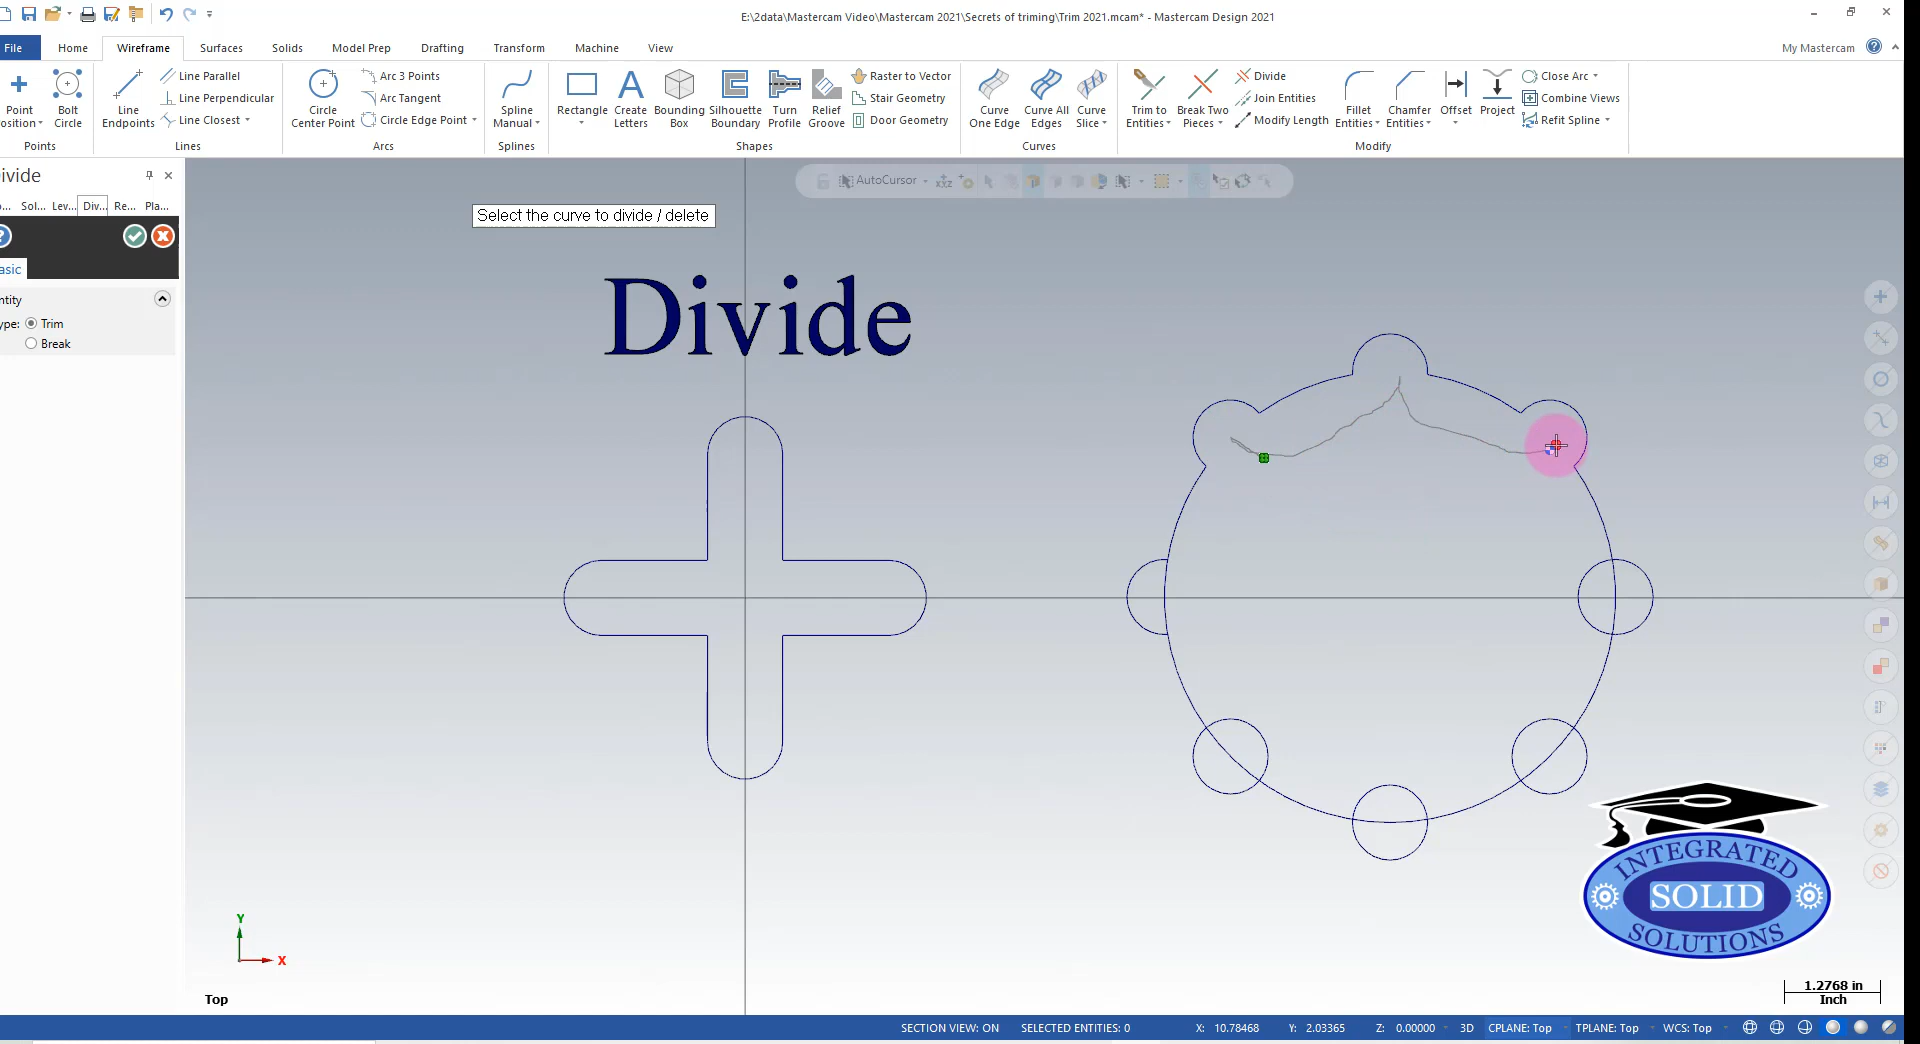 E:\2data\Mastercam Video\Mastercam 2021\Secrets of triming\Trim 2021.mcam* - Mastercam Design 2021
File Home Wireframe Surfaces Solids Model Prep Drafting Transform Machine View My Mastercam
Point
osition
Bolt
Circle
Points
Line
Endpoints
Line Parallel
Line Perpendicular
Line Closest
Lines
Circle
Center Point
Arc 3 Points
Arc Tangent
Circle Edge Point
Arcs
Spline
Manual
Splines
Rectangle
Create
Letters
Bounding
Box
Silhouette
Boundary
Turn
Profile
Relief
Groove
Raster to Vector
Stair Geometry
Door Geometry
Shapes
Curve
One Edge
Curve All
Edges
Curve
Slice
Curves
Trim to
Entities
Break Two
Pieces
Divide
Join Entities
Modify Length
Fillet
Entities
Chamfer
Entities
Offset
Project
Close Arc
Combine Views
Refit Spline
Modify
ivide
... Sol... Lev... Div... Re... Pla...
asic
ntity
ype: Trim
Break
AutoCursor
Select the curve to divide / delete
Divide
INTEGRATED
SOLID
SOLUTIONS
Y
X
Top
1.2768 in
Inch
SECTION VIEW: ON SELECTED ENTITIES: 0 X: 10.78468 Y: 2.03365 Z: 0.00000 3D CPLANE: Top TPLANE: Top WCS: Top